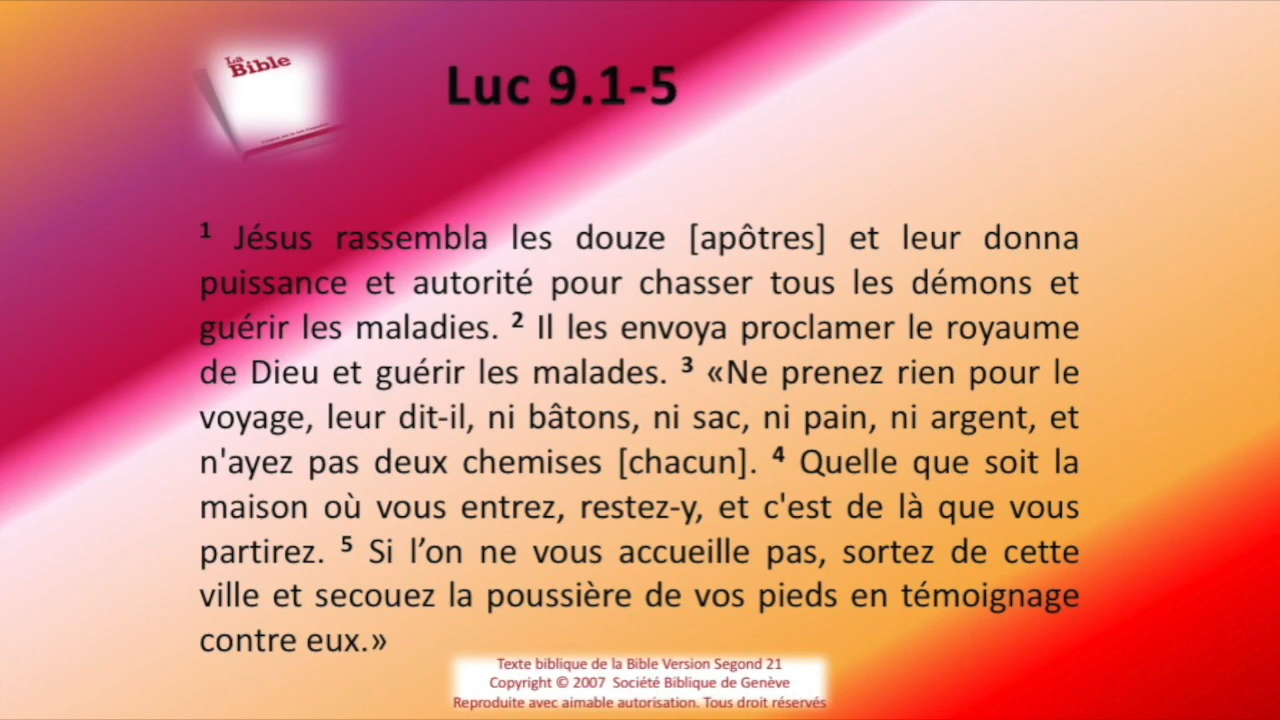 La
Bible
Luc 9.1-5
1 Jésus rassembla les douze [apôtres] et leur donna
puissance et autorité pour chasser tous les démons et
guérir les maladies. 2 Il les envoya proclamer le royaume
de Dieu et guérir les malades. 3 «Ne prenez rien pour le
voyage, leur dit-il, ni bâtons, ni sac, ni pain, ni argent, et
n'ayez pas deux chemises [chacun]. 4 Quelle que soit la
maison où vous entrez, restez-y, et c'est de là que vous
partirez. 5 Si l’on ne vous accueille pas, sortez de cette
ville et secouez la poussière de vos pieds en témoignage
contre eux.»
Texte biblique de la Bible Version Segond 21
Copyright © 2007 Société Biblique de Genève
Reproduite avec aimable autorisation. Tous droit réservés